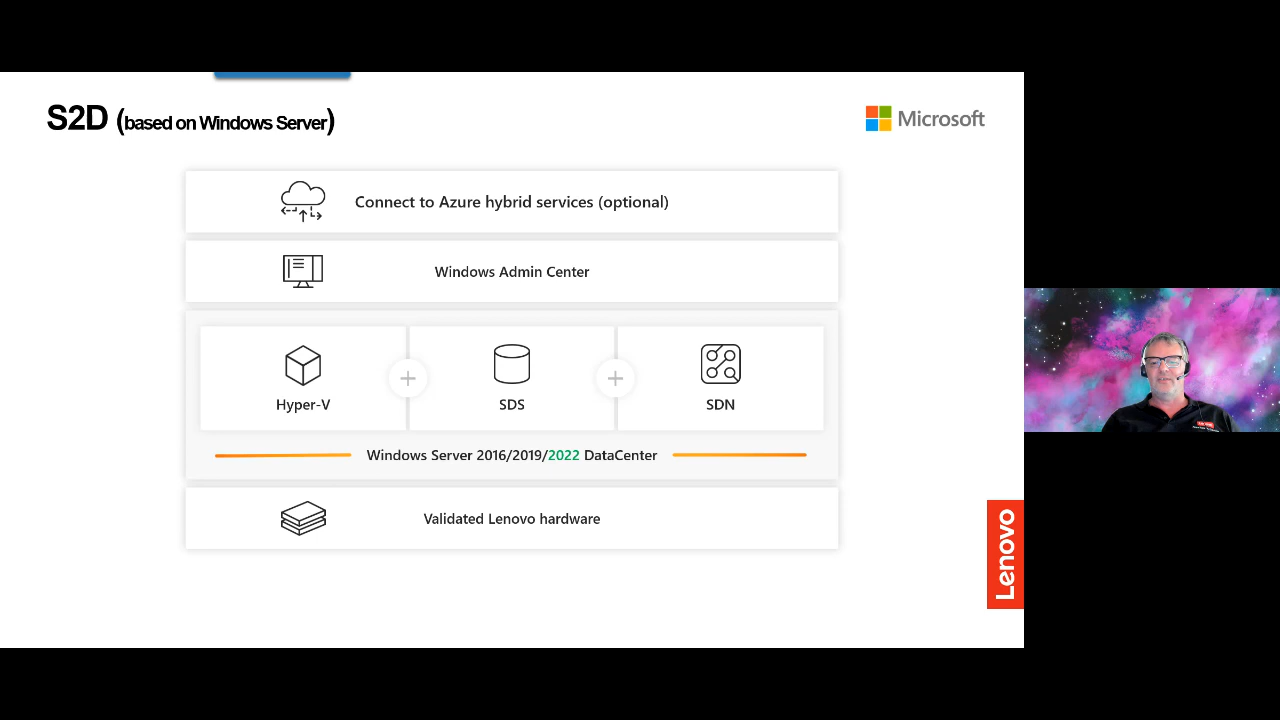 S2D (based on Windows Server)
Microsoft
Connect to Azure hybrid services (optional)
Windows Admin Center
Hyper-V
SDS
SDN
Windows Server 2016/2019/2022 DataCenter
Validated Lenovo hardware
Lenovo